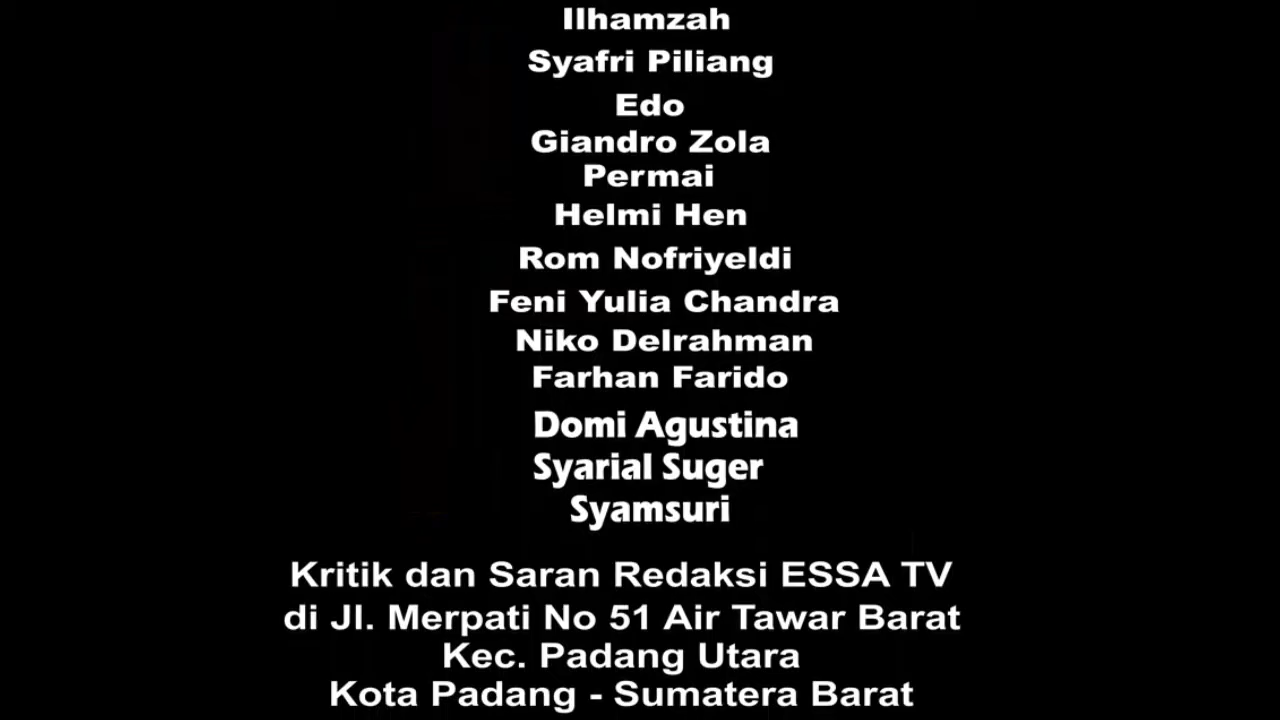 Ilhamzah
Syafri Piliang
Edo
Giandro Zola
Permai
Helmi Hen
Rom Nofriyeldi
Feni Yulia Chandra
Niko Delrahman
Farhan Farido
Domi Agustina
Syarial Suger
Syamsuri
Kritik dan Saran Redaksi ESSA TV
di Jl. Merpati No 51 Air Tawar Barat
Kec. Padang Utara
Kota Padang - Sumatera Barat